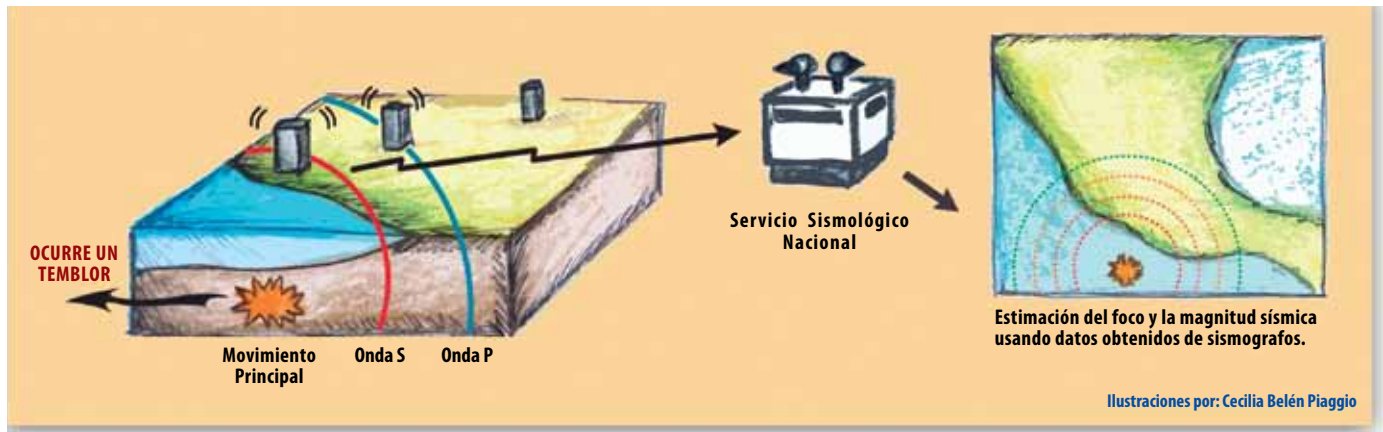 OCURRE UN
TEMBLOR
Movimiento
Principal
Onda S
Onda P
Servicio Sismológico
Nacional
Estimación del foco y la magnitud sísmica
usando datos obtenidos de sismografos.
Ilustraciones por: Cecilia Belén Piaggio